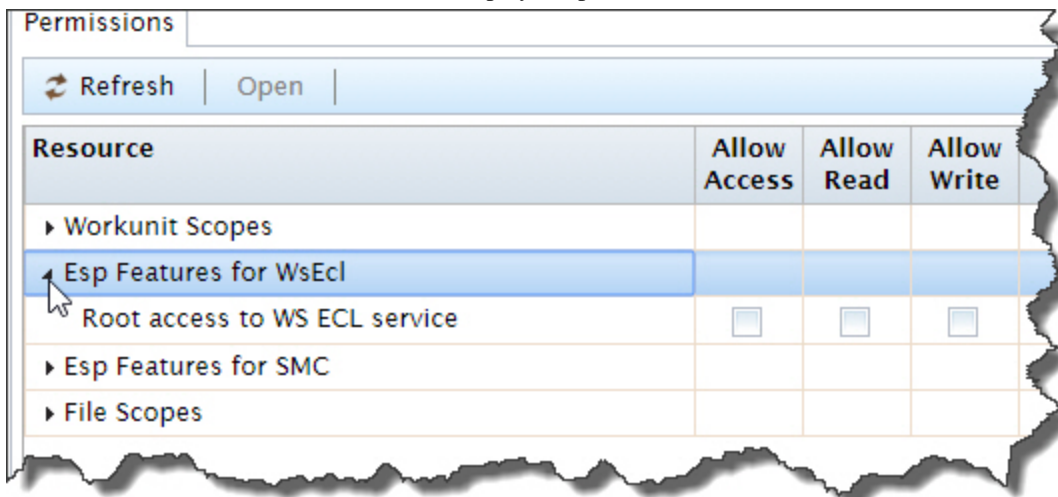 Permissions
Refresh Open
Resource Allow Access Allow Read Allow Write
Workunit Scopes
Esp Features for WsEcl
Root access to WS ECL service
Esp Features for SMC
File Scopes